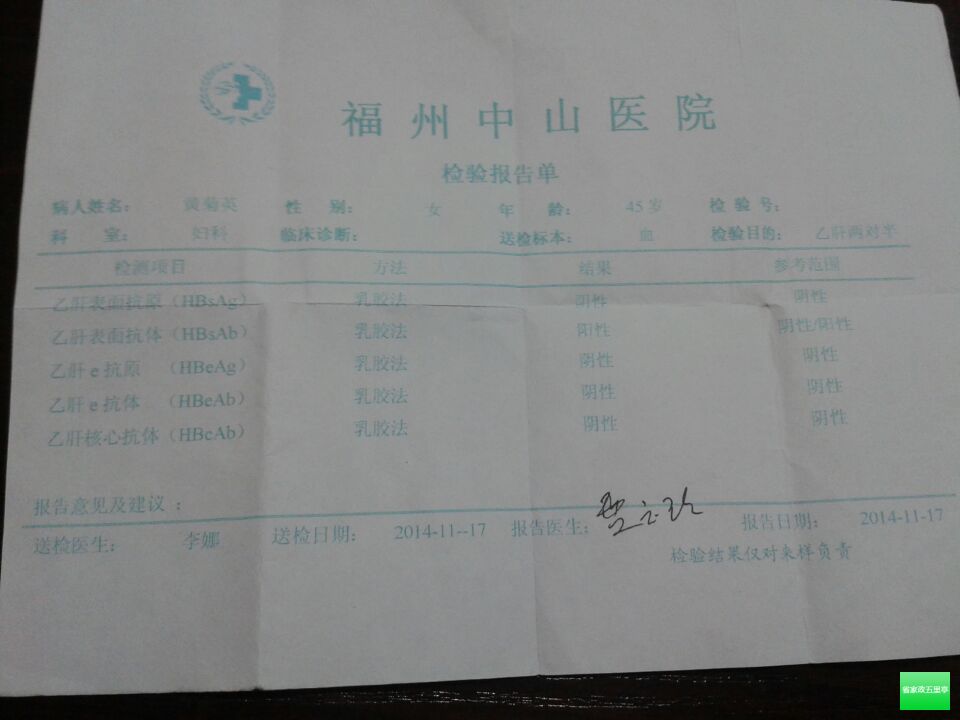 福州中山医院
检验报告单
病人姓名： 黄菊英 性 别： 女 年 龄： 45岁 检 验 号：
科 室： 妇科 临床诊断： 送检标本： 血 检验目的： 乙肝两对半
检测项目 方法 结果 参考范围
乙肝表面抗原（HBsAg） 乳胶法 阴性 阴性
乙肝表面抗体（HBsAb） 乳胶法 阳性 阴性/阳性
乙肝 e 抗原 （HBeAg） 乳胶法 阴性 阴性
乙肝 e 抗体 （HBeAb） 乳胶法 阴性 阴性
乙肝核心抗体（HBcAb） 乳胶法 阴性 阴性
报告意见及建议 ：
送检医生： 李娜 送检日期： 2014-11--17 报告医生： 报告日期： 2014-11-17
检验结果仅对来样负责
省家政五里亭